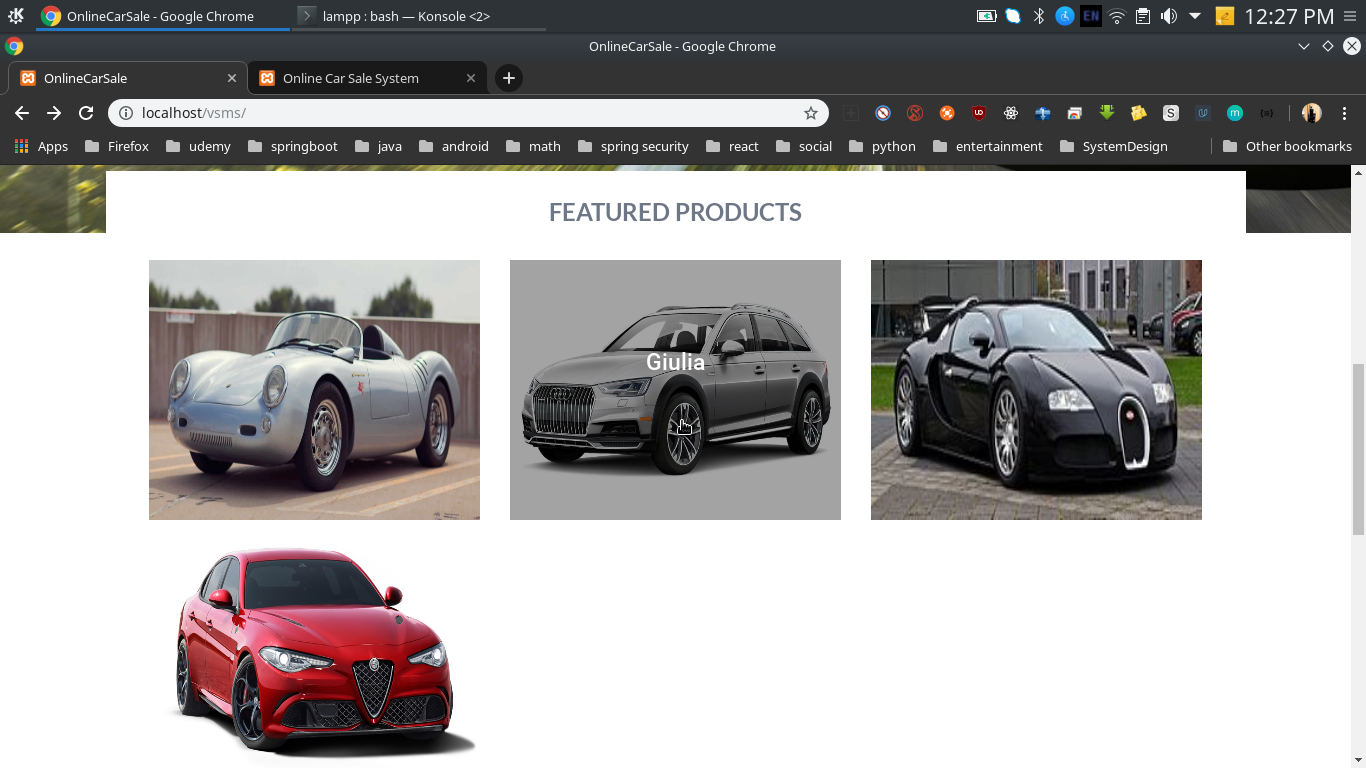 OnlineCarSale - Google Chrome
lampp : bash — Konsole <2>
EN
12:27 PM
OnlineCarSale - Google Chrome
OnlineCarSale
Online Car Sale System
localhost/vsms/
UD
S
m
Apps
Firefox
udemy
springboot
java
android
math
spring security
react
social
python
entertainment
SystemDesign
Other bookmarks
FEATURED PRODUCTS
Giulia